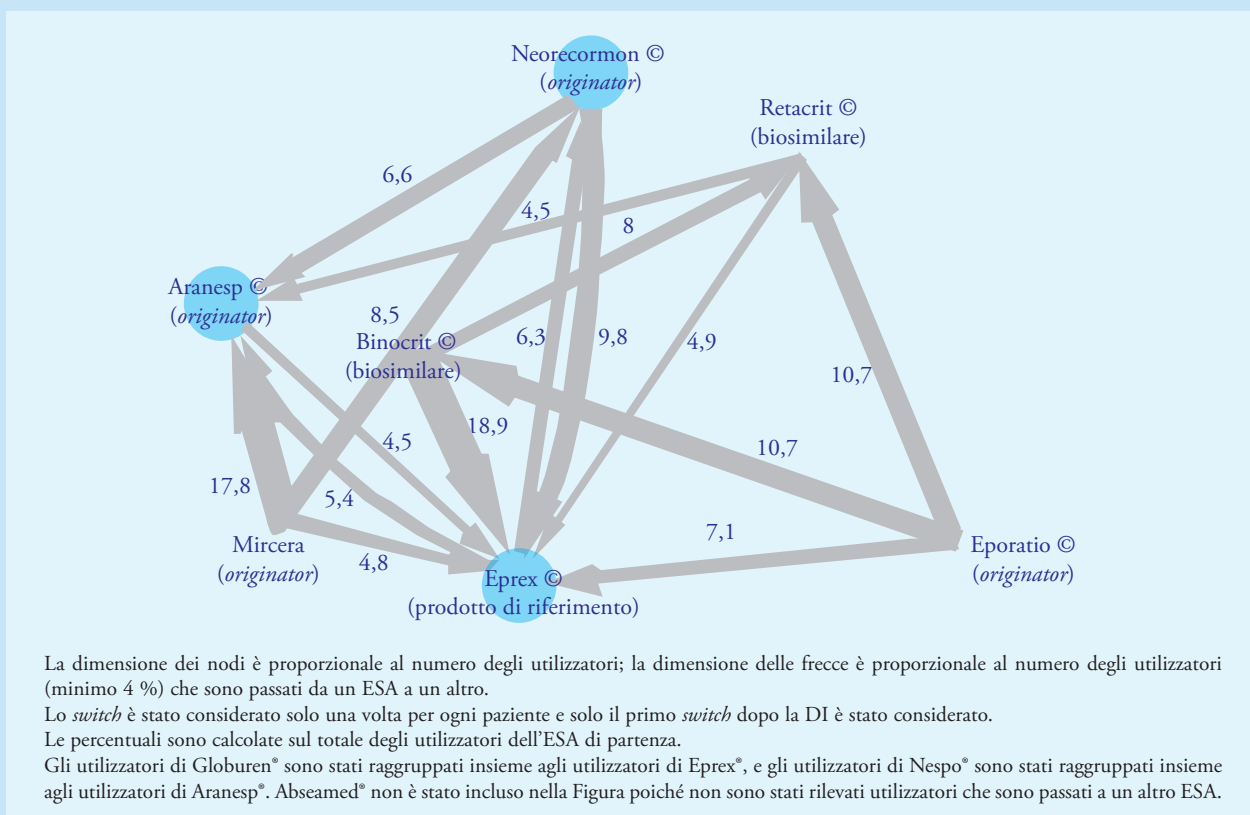 Neorecormon ©
(originator)
Retacrit ©
(biosimilare)
6,6
4,5
8
Aranesp ©
(originator)
8,5
Binocrit ©
(biosimilare)
6,3
9,8
4,9
10,7
18,9
4,5
10,7
17,8
5,4
7,1
Mircera
(originator)
4,8
Eprex ©
(prodotto di riferimento)
Eporatio ©
(originator)
La dimensione dei nodi è proporzionale al numero degli utilizzatori; la dimensione delle frecce è proporzionale al numero degli utilizzatori
(minimo 4 %) che sono passati da un ESA a un altro.
Lo switch è stato considerato solo una volta per ogni paziente e solo il primo switch dopo la DI è stato considerato.
Le percentuali sono calcolate sul totale degli utilizzatori dell’ESA di partenza.
Gli utilizzatori di Globuren® sono stati raggruppati insieme agli utilizzatori di Eprex®, e gli utilizzatori di Nespo® sono stati raggruppati insieme
agli utilizzatori di Aranesp®. Abseamed® non è stato incluso nella Figura poiché non sono stati rilevati utilizzatori che sono passati a un altro ESA.